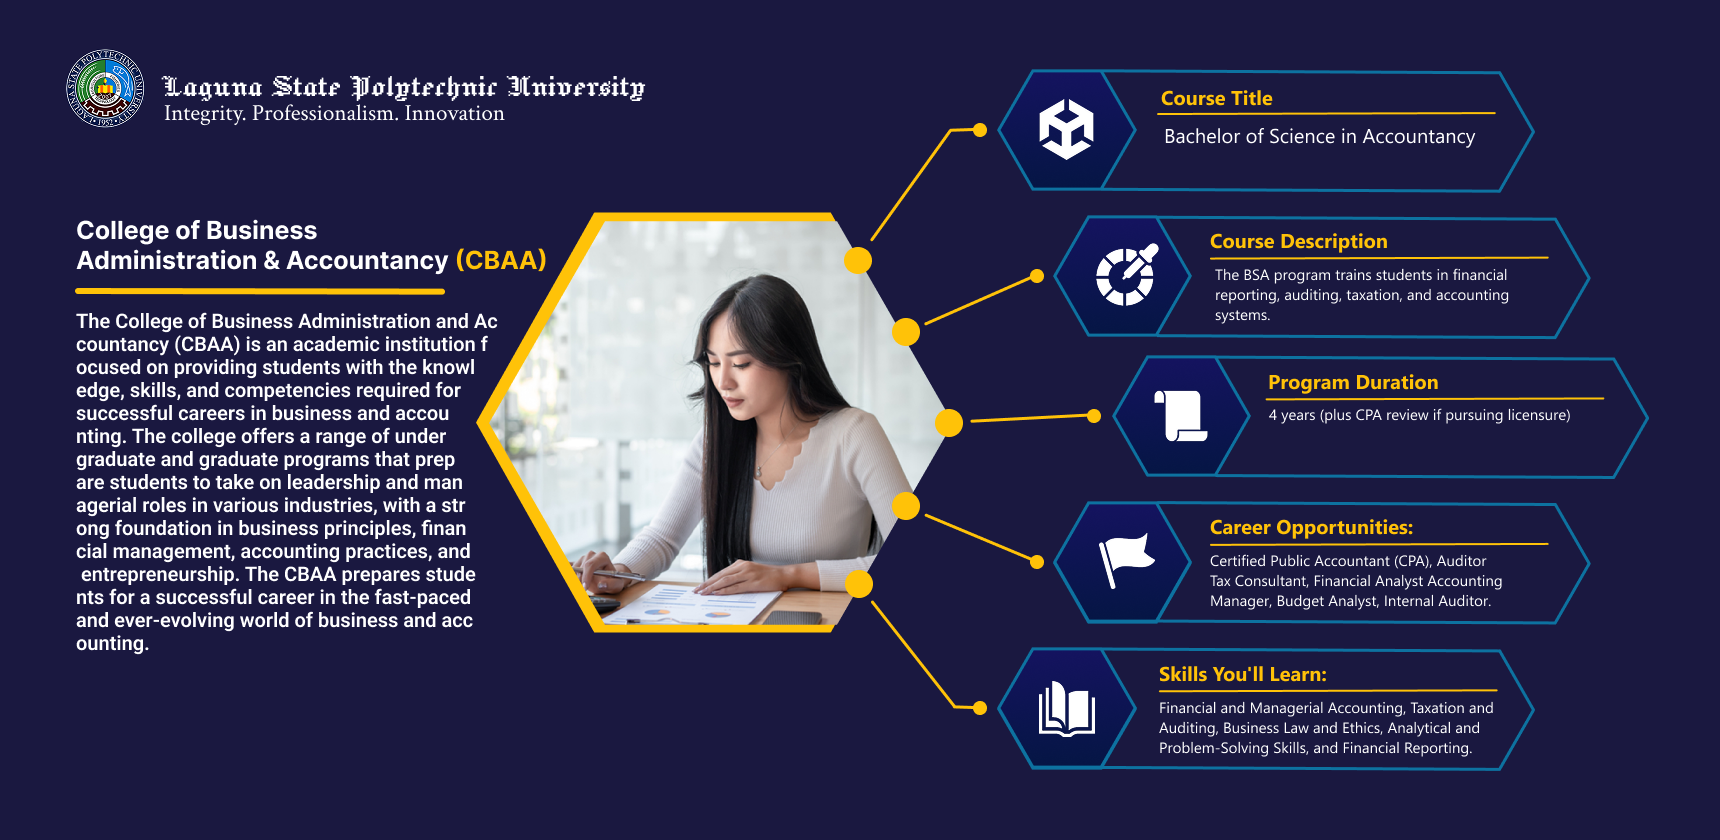 LAGUNA STATE POLYTECHNIC UNIVERSITY
1952
Laguna State Polytechnic University
Integrity. Professionalism. Innovation
College of Business
Administration & Accountancy (CBAA)
The College of Business Administration and Ac
countancy (CBAA) is an academic institution f
ocused on providing students with the knowl
edge, skills, and competencies required for
successful careers in business and accou
nting. The college offers a range of under
graduate and graduate programs that prep
are students to take on leadership and man
agerial roles in various industries, with a str
ong foundation in business principles, finan
cial management, accounting practices, and
entrepreneurship. The CBAA prepares stude
nts for a successful career in the fast-paced
and ever-evolving world of business and acc
ounting.
Course Title
Bachelor of Science in Accountancy
Course Description
The BSA program trains students in financial
reporting, auditing, taxation, and accounting
systems.
Program Duration
4 years (plus CPA review if pursuing licensure)
Career Opportunities:
Certified Public Accountant (CPA), Auditor
Tax Consultant, Financial Analyst Accounting
Manager, Budget Analyst, Internal Auditor.
Skills You'll Learn:
Financial and Managerial Accounting, Taxation and
Auditing, Business Law and Ethics, Analytical and
Problem-Solving Skills, and Financial Reporting.